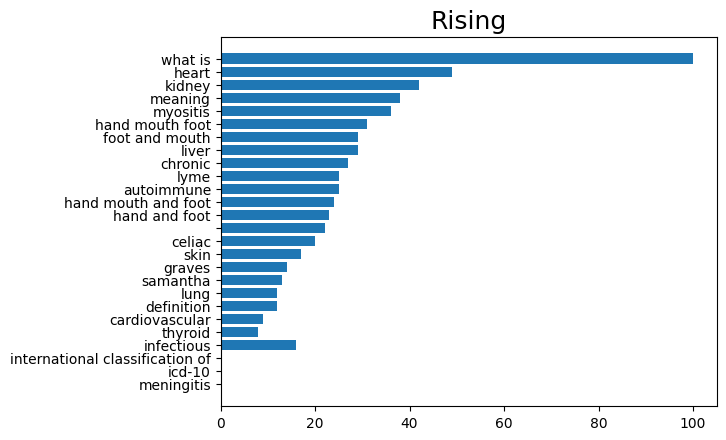 Rising
what is
heart
kidney
meaning
myositis
hand mouth foot
foot and mouth
liver
chronic
lyme
autoimmune
hand mouth and foot
hand and foot
celiac
skin
graves
samantha
lung
definition
cardiovascular
thyroid
infectious
international classification of
icd-10
meningitis
0 20 40 60 80 100